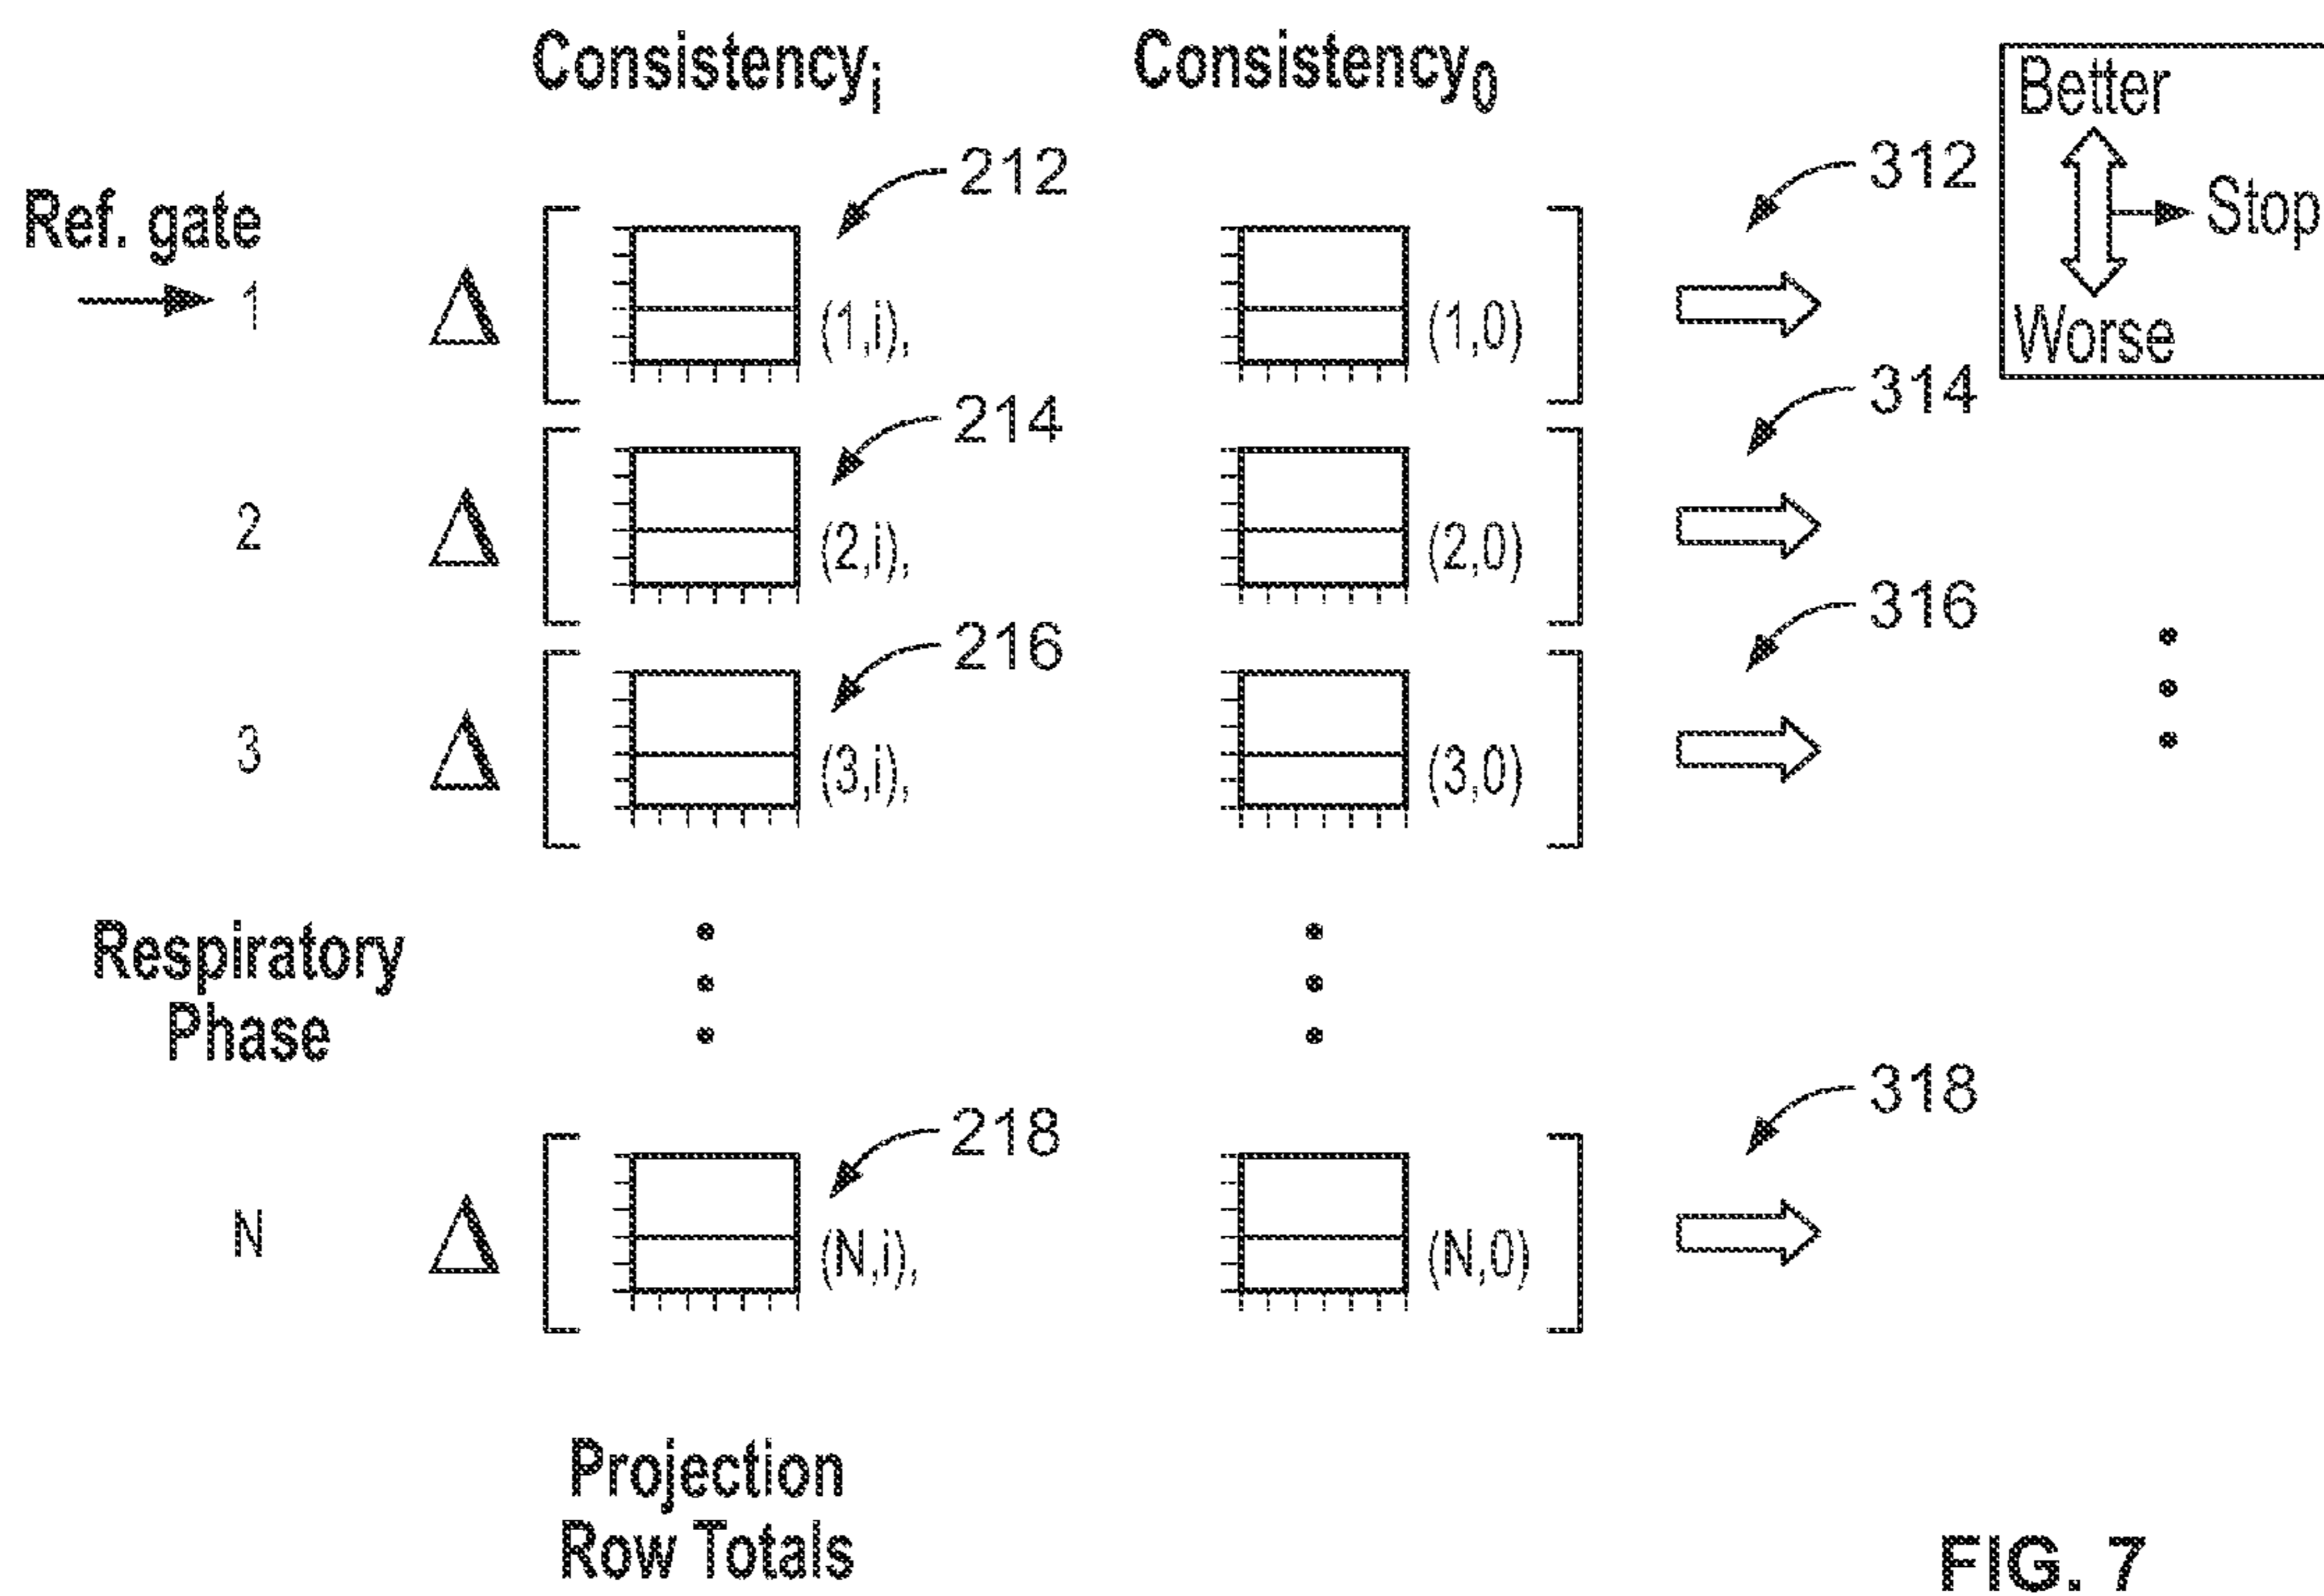 Consistencyi Consistency0
Better
212 312
Ref. gate Stop
1 Δ (1,i), (1,0)
Worse
214 314
2 Δ (2,i), (2,0)
216 316
3 Δ (3,i), (3,0)
Respiratory
Phase
218 318
N Δ (N,i), (N,0)
Projection
Row Totals
FIG. 7